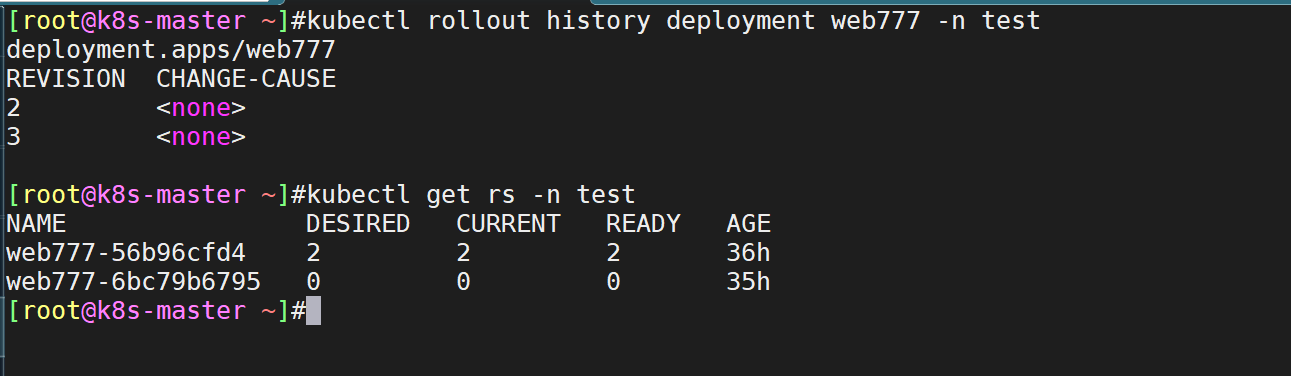 [root@k8s-master ~]#kubectl rollout history deployment web777 -n test
deployment.apps/web777
REVISION  CHANGE-CAUSE
2         <none>
3         <none>

[root@k8s-master ~]#kubectl get rs -n test
NAME                DESIRED   CURRENT   READY   AGE
web777-56b96cfd4    2         2         2       36h
web777-6bc79b6795   0         0         0       35h
[root@k8s-master ~]#